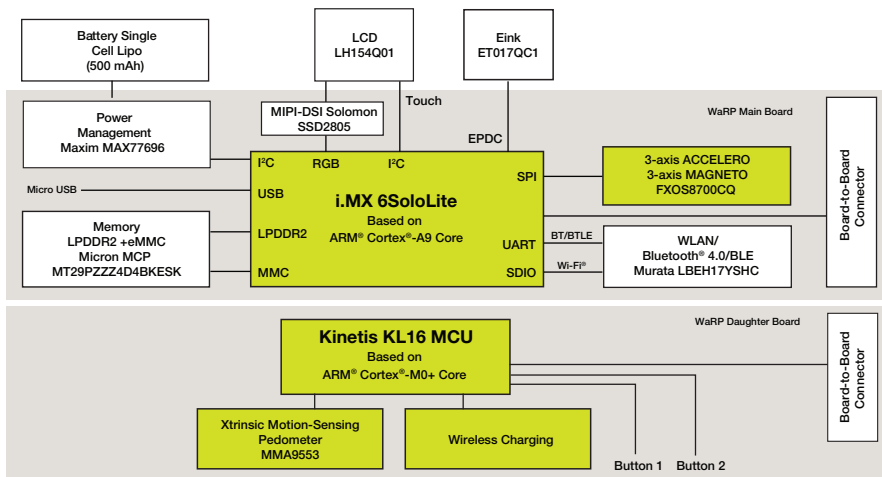 Battery Single
Cell Lipo
(500 mAh)
LCD
LH154Q01
Eink
ET017QC1
Touch
WaRP Main Board
Power
Management
Maxim MAX77696
MIPI-DSI Solomon
SSD2805
EPDC
I²C
RGB
I²C
SPI
3-axis ACCELERO
3-axis MAGNETO
FXOS8700CQ
Board-to-Board
Connector
Micro USB
USB
i.MX 6SoloLite
Based on
ARM® Cortex®-A9 Core
Memory
LPDDR2 +eMMC
Micron MCP
MT29PZZZ4D4BKESK
LPDDR2
MMC
UART
SDIO
BT/BTLE
Wi-Fi®
WLAN/
Bluetooth® 4.0/BLE
Murata LBEH17YSHC
WaRP Daughter Board
Kinetis KL16 MCU
Based on
ARM® Cortex®-M0+ Core
Board-to-Board
Connector
Xtrinsic Motion-Sensing
Pedometer
MMA9553
Wireless Charging
Button 1
Button 2